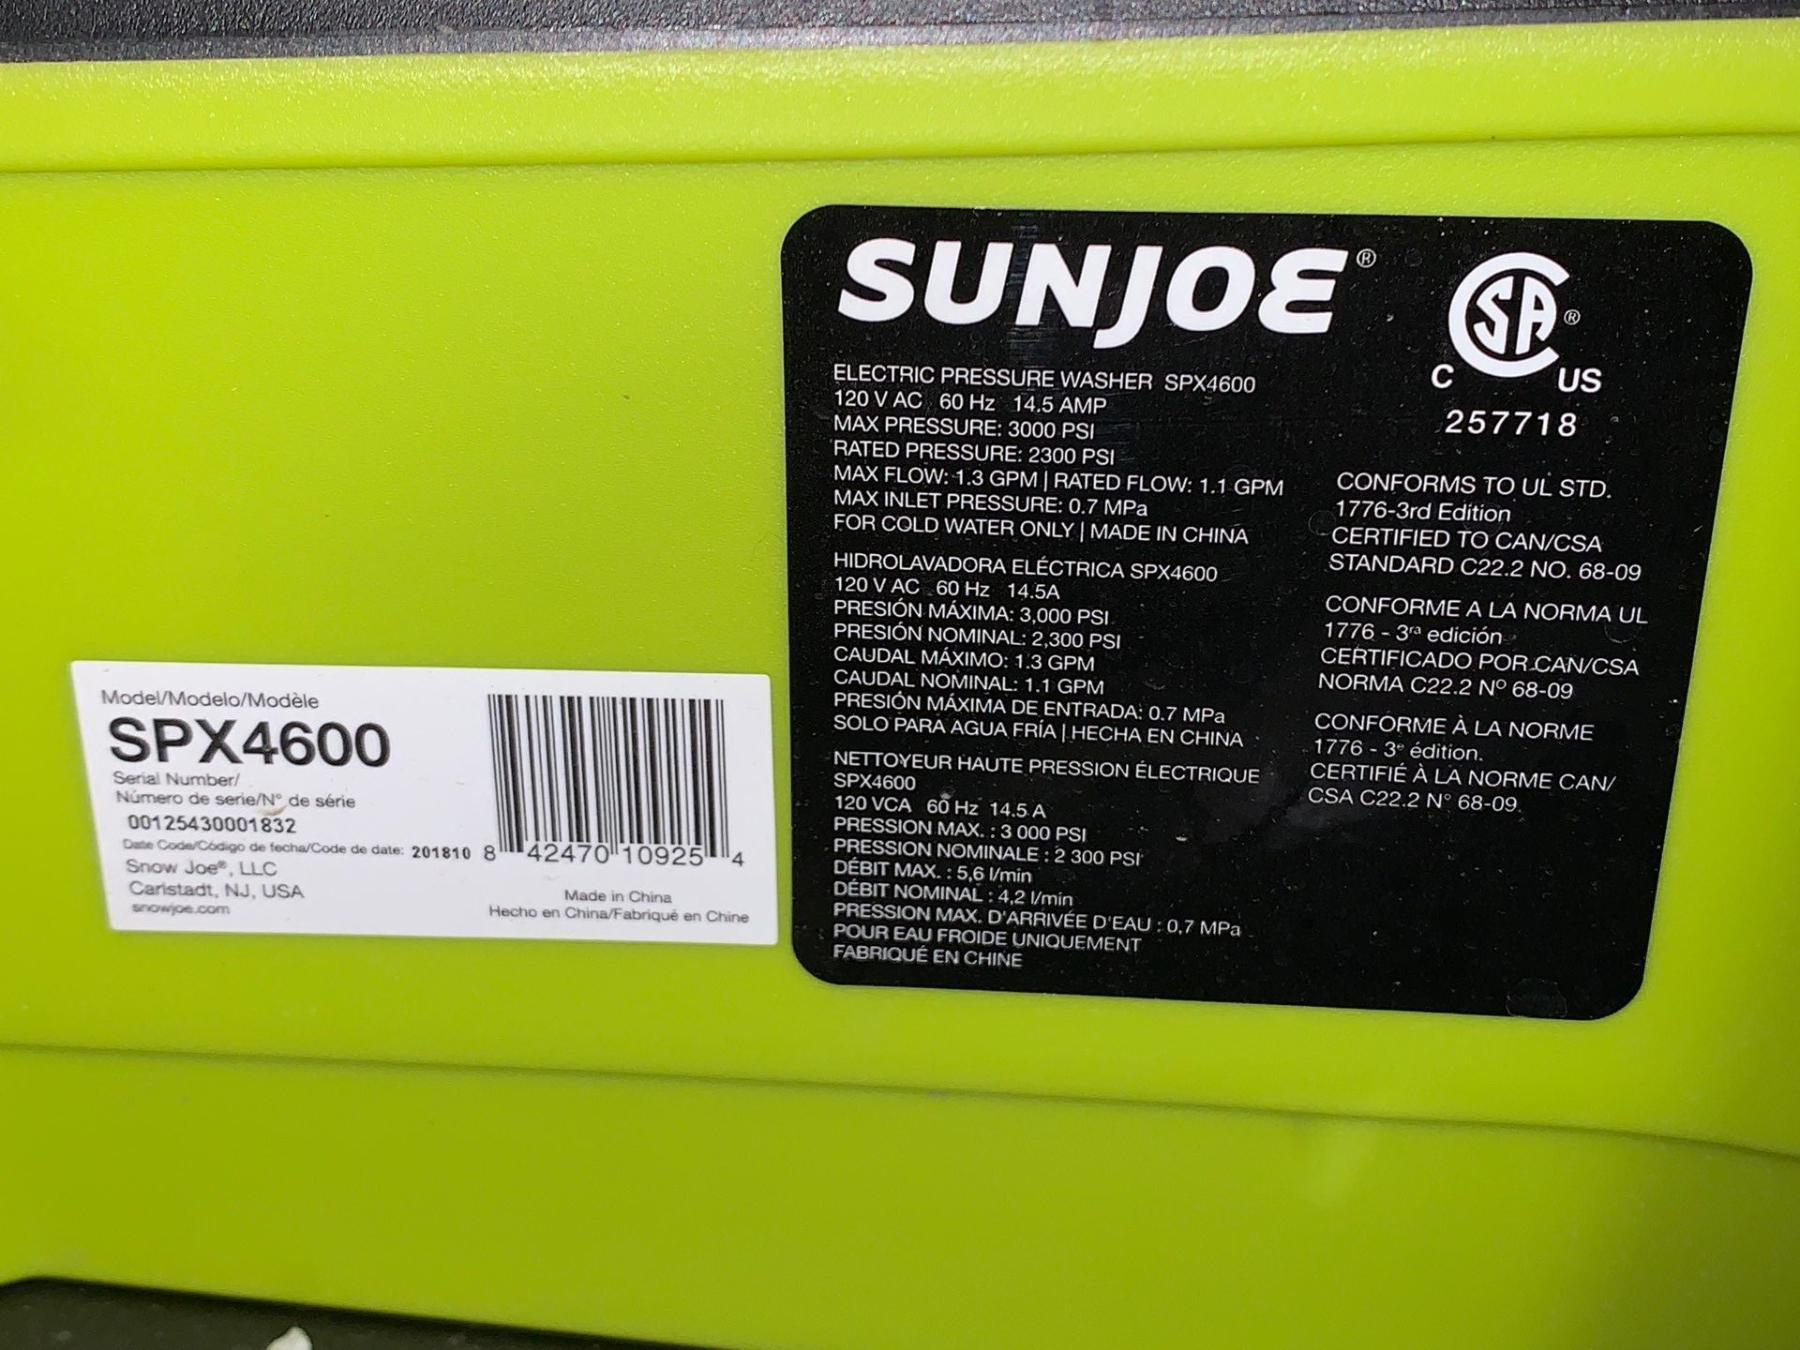 SUNJOE®
ELECTRIC PRESSURE WASHER SPX4600
120 V AC 60 Hz 14.5 AMP
MAX PRESSURE: 3000 PSI
RATED PRESSURE: 2300 PSI
MAX FLOW: 1.3 GPM | RATED FLOW: 1.1 GPM
MAX INLET PRESSURE: 0.7 MPa
FOR COLD WATER ONLY | MADE IN CHINA
HIDROLAVADORA ELÉCTRICA SPX4600
120 V AC 60 Hz 14.5A
PRESIÓN MÁXIMA: 3,000 PSI
PRESIÓN NOMINAL: 2,300 PSI
CAUDAL MÁXIMO: 1.3 GPM
CAUDAL NOMINAL: 1.1 GPM
PRESIÓN MÁXIMA DE ENTRADA: 0.7 MPa
SOLO PARA AGUA FRÍA | HECHA EN CHINA
NETTOYEUR HAUTE PRESSION ÉLECTRIQUE
SPX4600
120 VCA 60 Hz 14.5 A
PRESSION MAX. : 3 000 PSI
PRESSION NOMINALE : 2 300 PSI
DÉBIT MAX. : 5,6 l/min
DÉBIT NOMINAL : 4,2 l/min
PRESSION MAX. D'ARRIVÉE D'EAU : 0,7 MPa
POUR EAU FROIDE UNIQUEMENT
FABRIQUÉ EN CHINE
CSA®
C US
257718
CONFORMS TO UL STD.
1776-3rd Edition
CERTIFIED TO CAN/CSA
STANDARD C22.2 NO. 68-09
CONFORME A LA NORMA UL
1776 - 3ra edición
CERTIFICADO POR CAN/CSA
NORMA C22.2 Nº 68-09
CONFORME À LA NORME
1776 - 3e édition.
CERTIFIÉ À LA NORME CAN/
CSA C22.2 N° 68-09.
Model/Modelo/Modèle
SPX4600
Serial Number/
Número de serie/N° de série
00125430001832
Date Code/Código de fecha/Code de date: 201810
Snow Joe®, LLC
Carlstadt, NJ, USA
snowjoe.com
8 42470 10925 4
Made in China
Hecho en China/Fabriqué en Chine